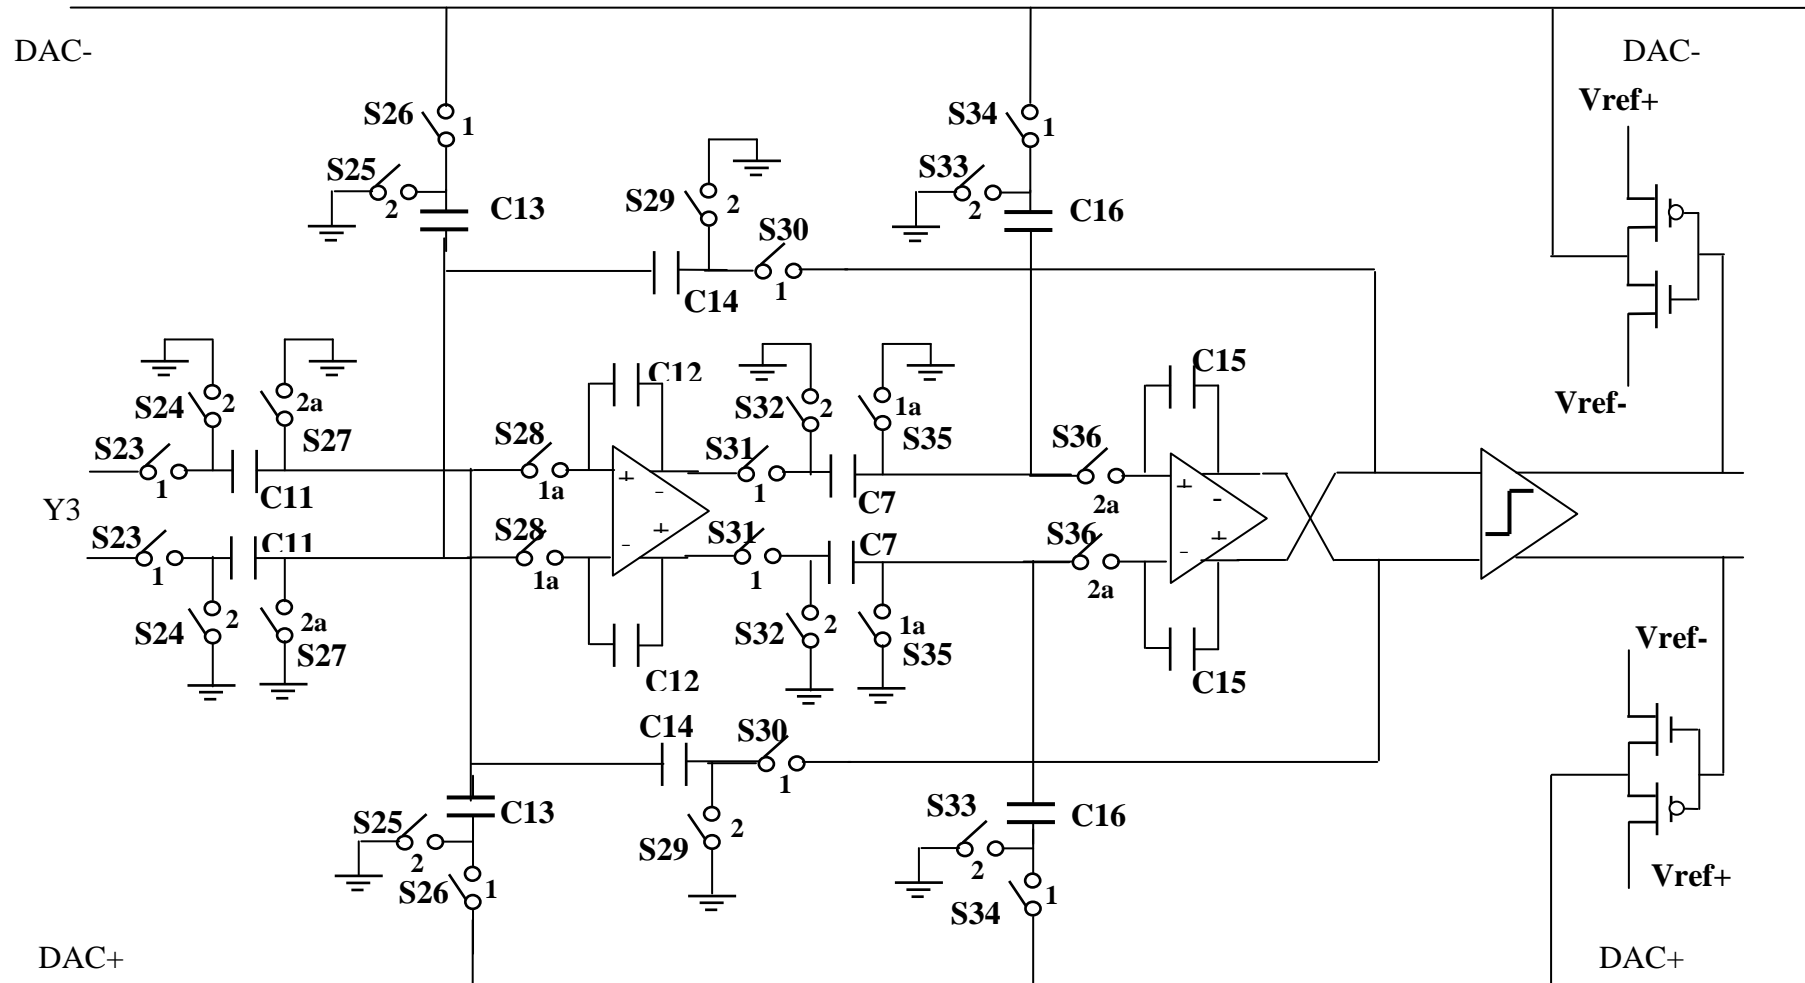 DAC-
DAC-
Vref+
S26
1
S34
1
S25
2
C13
S29
2
S30
1
S33
2
C16
C14
Vref-
S24
2
2a
S27
C12
S32
2
1a
S35
C15
S23
1
C11
S28
1a
+
-
S31
1
C7
S36
2a
+
-
Y3
S23
1
C11
S28
1a
-
+
S31
1
C7
S36
2a
-
+
S24
2
2a
S27
C12
S32
2
1a
S35
C15
Vref-
C14
S30
1
S25
2
C13
S29
2
S33
2
C16
Vref+
S26
1
S34
1
DAC+
DAC+